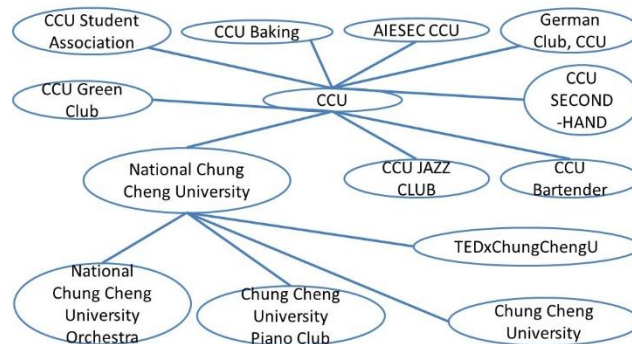 CCU Student
Association
CCU Baking
AIESEC CCU
German
Club, CCU
CCU Green
Club
CCU
CCU
SECOND
-HAND
National Chung
Cheng University
CCU JAZZ
CLUB
CCU
Bartender
TEDxChungChengU
National
Chung Cheng
University
Orchestra
Chung Cheng
University
Piano Club
Chung Cheng
University